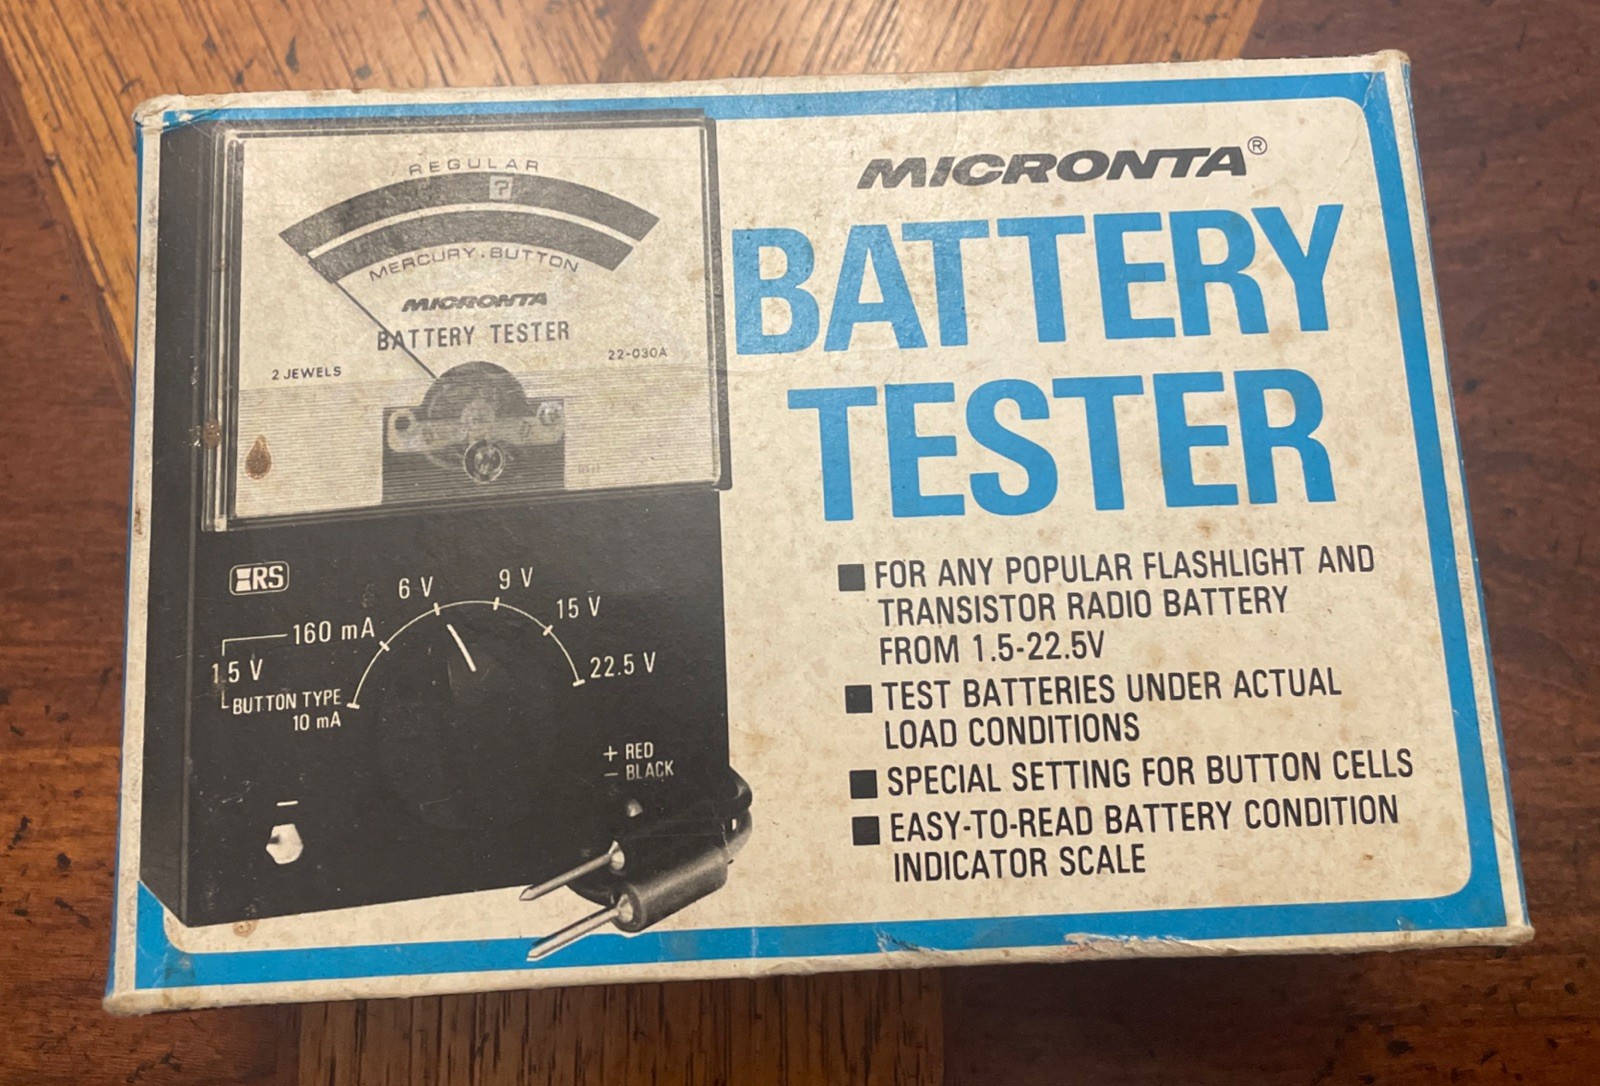 REGULAR
?
MERCURY.BUTTON
MICRONTA
BATTERY TESTER
2 JEWELS
22-030A
RS
6 V
9 V
160 mA
15 V
1.5 V
22.5 V
BUTTON TYPE
10 mA
+ RED
− BLACK
−
MICRONTA®
BATTERY
TESTER
■ FOR ANY POPULAR FLASHLIGHT AND
TRANSISTOR RADIO BATTERY
FROM 1.5-22.5V
■ TEST BATTERIES UNDER ACTUAL
LOAD CONDITIONS
■ SPECIAL SETTING FOR BUTTON CELLS
■ EASY-TO-READ BATTERY CONDITION
INDICATOR SCALE